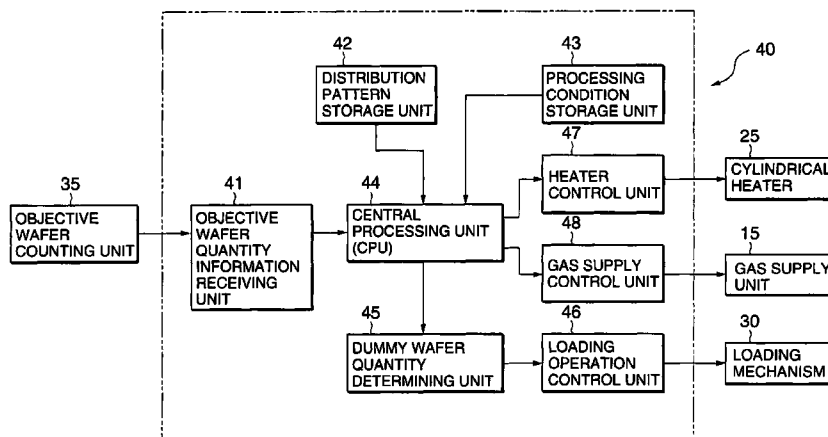 42
DISTRIBUTION
PATTERN
STORAGE UNIT
43
PROCESSING
CONDITION
STORAGE UNIT
40
35
OBJECTIVE
WAFER
COUNTING UNIT
41
OBJECTIVE
WAFER
QUANTITY
INFORMATION
RECEIVING
UNIT
44
CENTRAL
PROCESSING UNIT
(CPU)
47
HEATER
CONTROL UNIT
25
CYLINDRICAL
HEATER
48
GAS SUPPLY
CONTROL UNIT
15
GAS SUPPLY
UNIT
45
DUMMY WAFER
QUANTITY
DETERMINING UNIT
46
LOADING
OPERATION
CONTROL UNIT
30
LOADING
MECHANISM